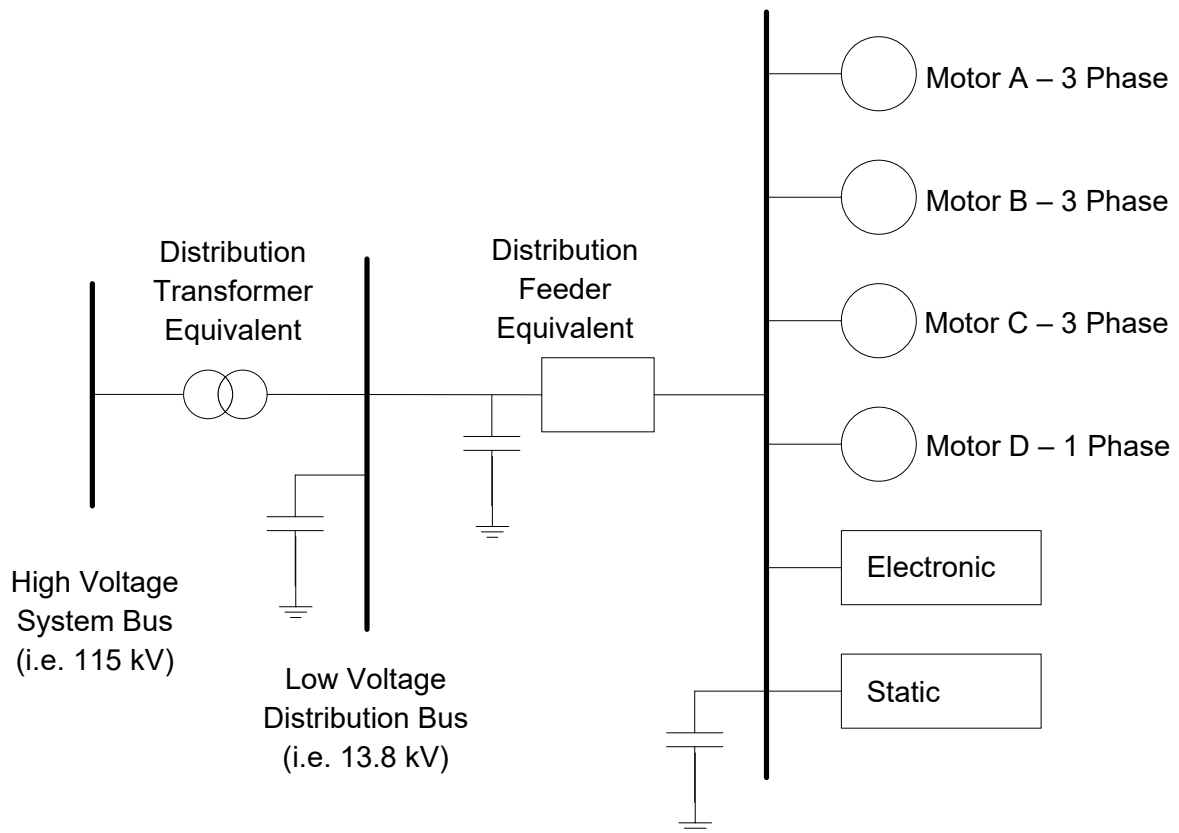 Motor A – 3 Phase
Motor B – 3 Phase
Distribution
Transformer
Equivalent
Distribution
Feeder
Equivalent
Motor C – 3 Phase
Motor D – 1 Phase
Electronic
High Voltage
System Bus
(i.e. 115 kV)
Low Voltage
Distribution Bus
(i.e. 13.8 kV)
Static